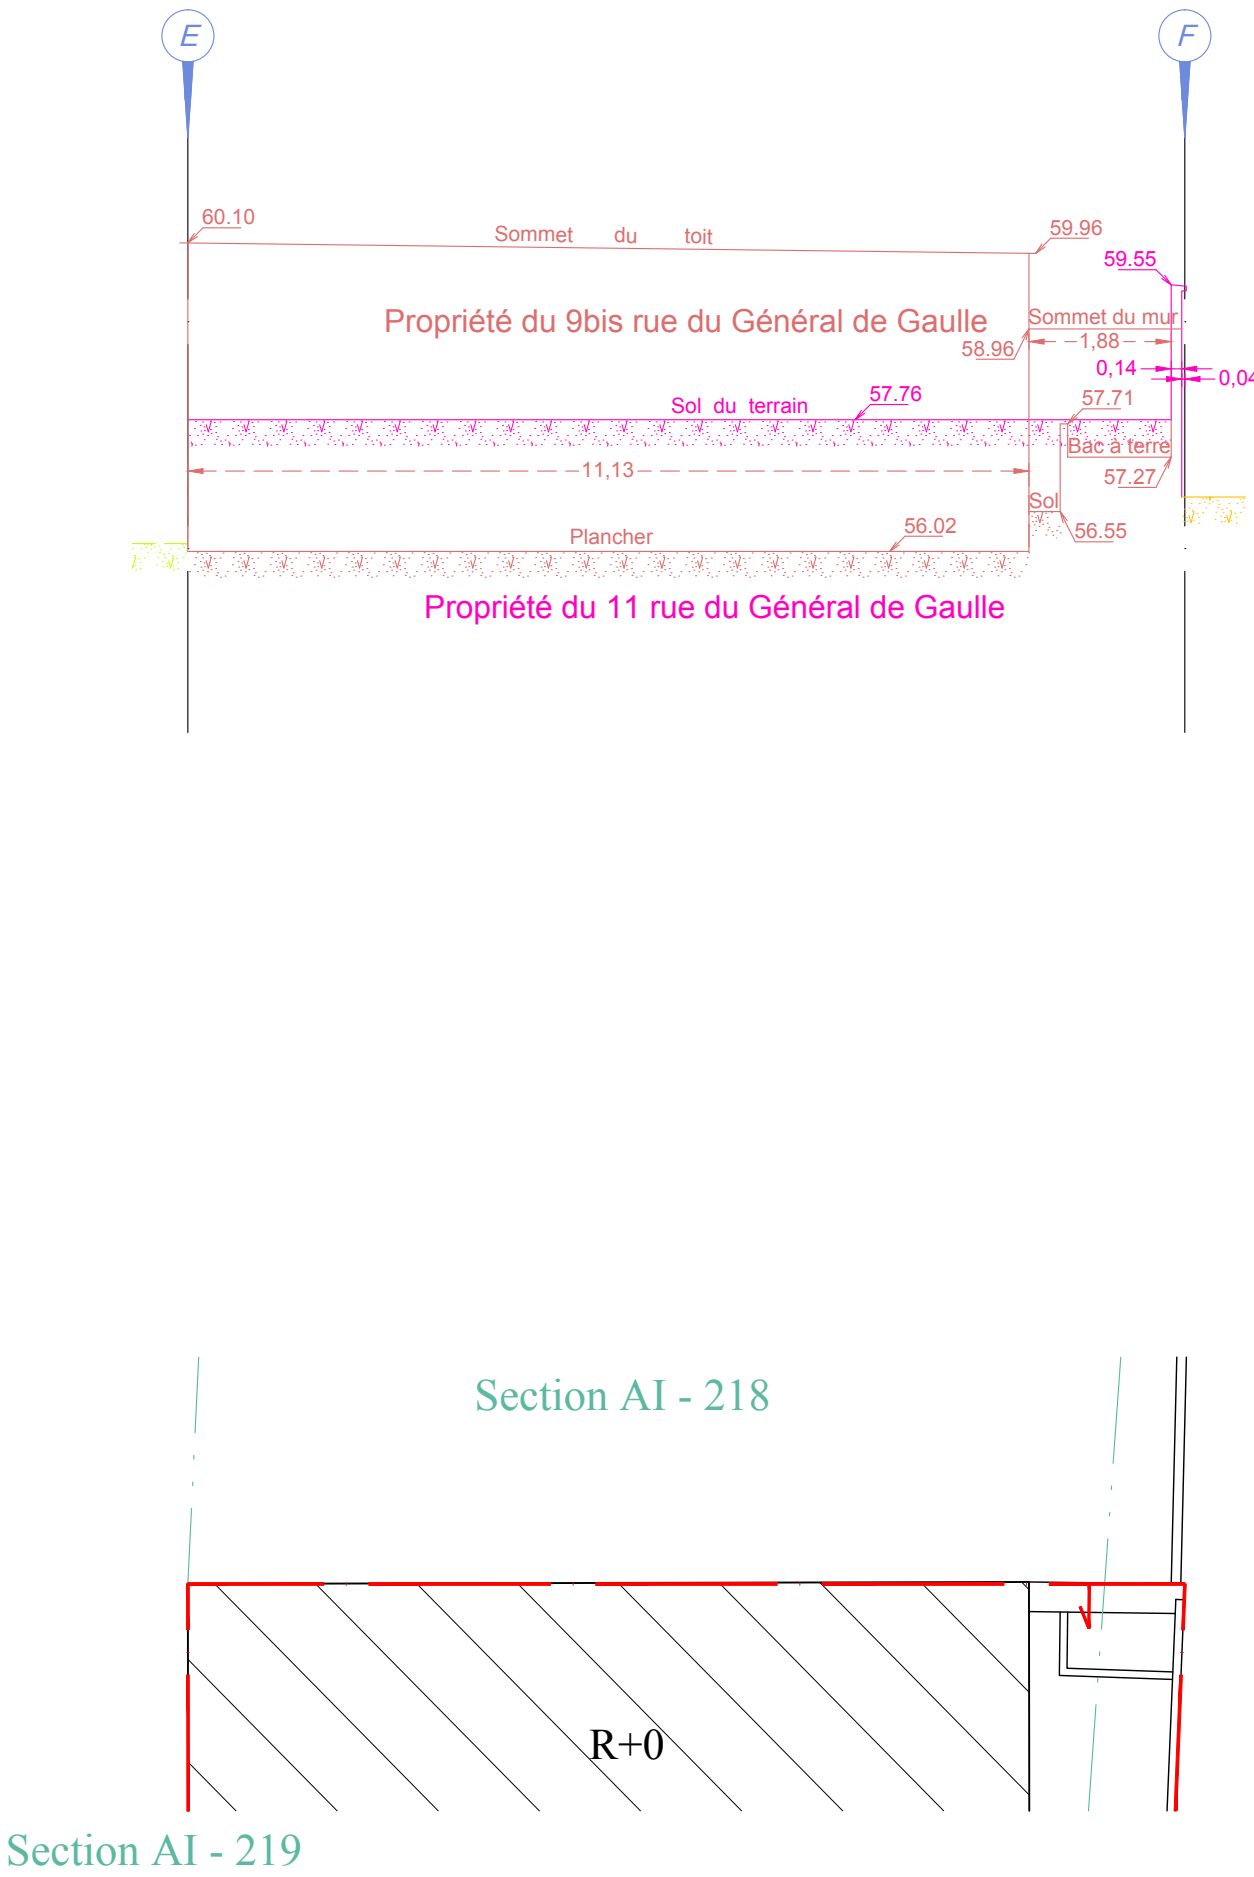 E
F
60.10
Sommet du toit
59.96
59.55
Propriété du 9bis rue du Général de Gaulle
Sommet du mur
58.96
1,88
0,14
0,04
Sol du terrain
57.76
57.71
Bac à terre
11,13
57.27
Sol
Plancher
56.02
56.55
Propriété du 11 rue du Général de Gaulle
Section AI - 218
R+0
Section AI - 219